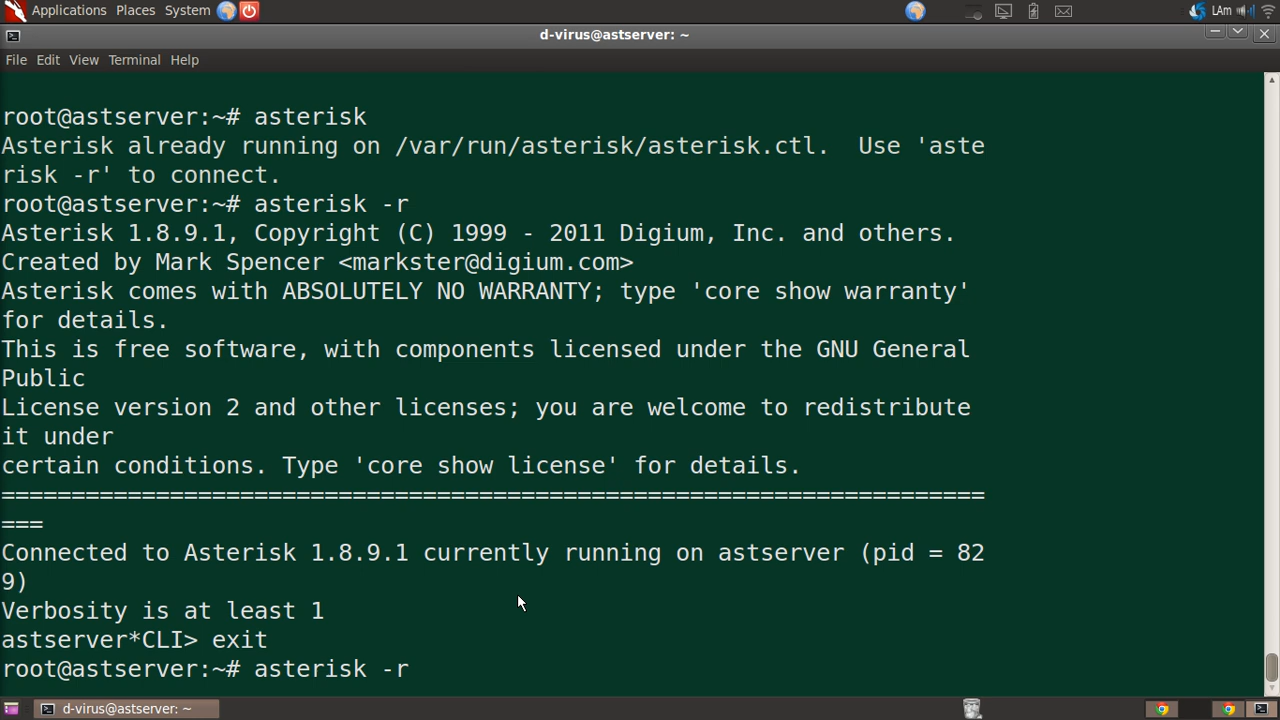 Applications Places System
LAm
d-virus@astserver: ~
File Edit View Terminal Help
root@astserver:~# asterisk
Asterisk already running on /var/run/asterisk/asterisk.ctl.  Use 'aste
risk -r' to connect.
root@astserver:~# asterisk -r
Asterisk 1.8.9.1, Copyright (C) 1999 - 2011 Digium, Inc. and others.
Created by Mark Spencer <markster@digium.com>
Asterisk comes with ABSOLUTELY NO WARRANTY; type 'core show warranty'
for details.
This is free software, with components licensed under the GNU General
Public
License version 2 and other licenses; you are welcome to redistribute
it under
certain conditions. Type 'core show license' for details.
======================================================================
===
Connected to Asterisk 1.8.9.1 currently running on astserver (pid = 82
9)
Verbosity is at least 1
astserver*CLI> exit
root@astserver:~# asterisk -r
d-virus@astserver: ~